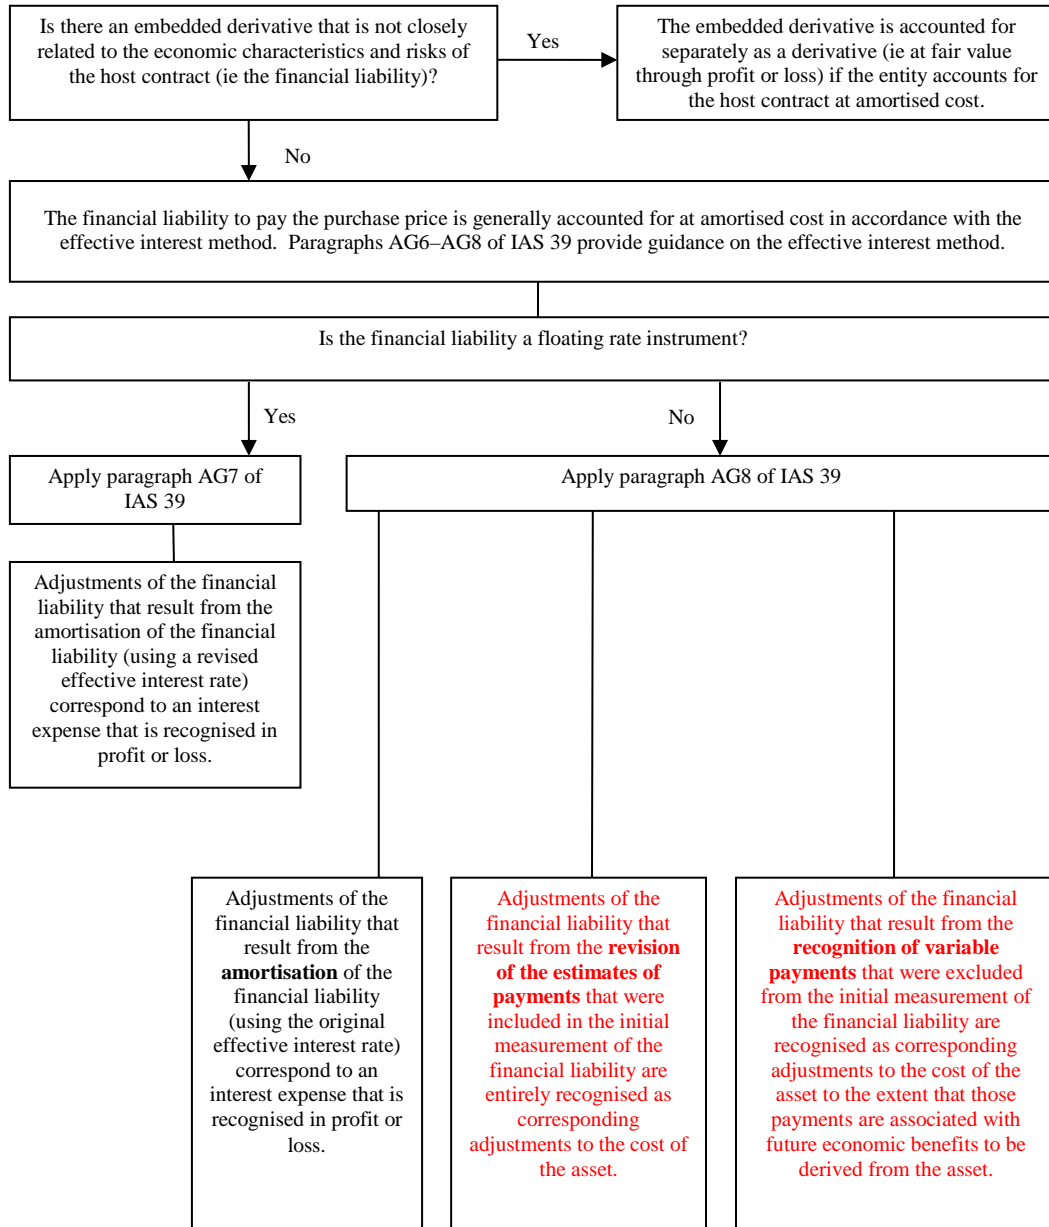 Is there an embedded derivative that is not closely
related to the economic characteristics and risks of
the host contract (ie the financial liability)?
Yes
The embedded derivative is accounted for
separately as a derivative (ie at fair value
through profit or loss) if the entity accounts for
the host contract at amortised cost.
No
The financial liability to pay the purchase price is generally accounted for at amortised cost in accordance with the
effective interest method. Paragraphs AG6–AG8 of IAS 39 provide guidance on the effective interest method.
Is the financial liability a floating rate instrument?
Yes
No
Apply paragraph AG7 of
IAS 39
Apply paragraph AG8 of IAS 39
Adjustments of the financial
liability that result from the
amortisation of the financial
liability (using a revised
effective interest rate)
correspond to an interest
expense that is recognised in
profit or loss.
Adjustments of the
financial liability that
result from the
amortisation of the
financial liability
(using the original
effective interest rate)
correspond to an
interest expense that is
recognised in profit or
loss.
Adjustments of the
financial liability that
result from the revision
of the estimates of
payments that were
included in the initial
measurement of the
financial liability are
entirely recognised as
corresponding
adjustments to the cost of
the asset.
Adjustments of the financial
liability that result from the
recognition of variable
payments that were excluded
from the initial measurement of
the financial liability are
recognised as corresponding
adjustments to the cost of the
asset to the extent that those
payments are associated with
future economic benefits to be
derived from the asset.